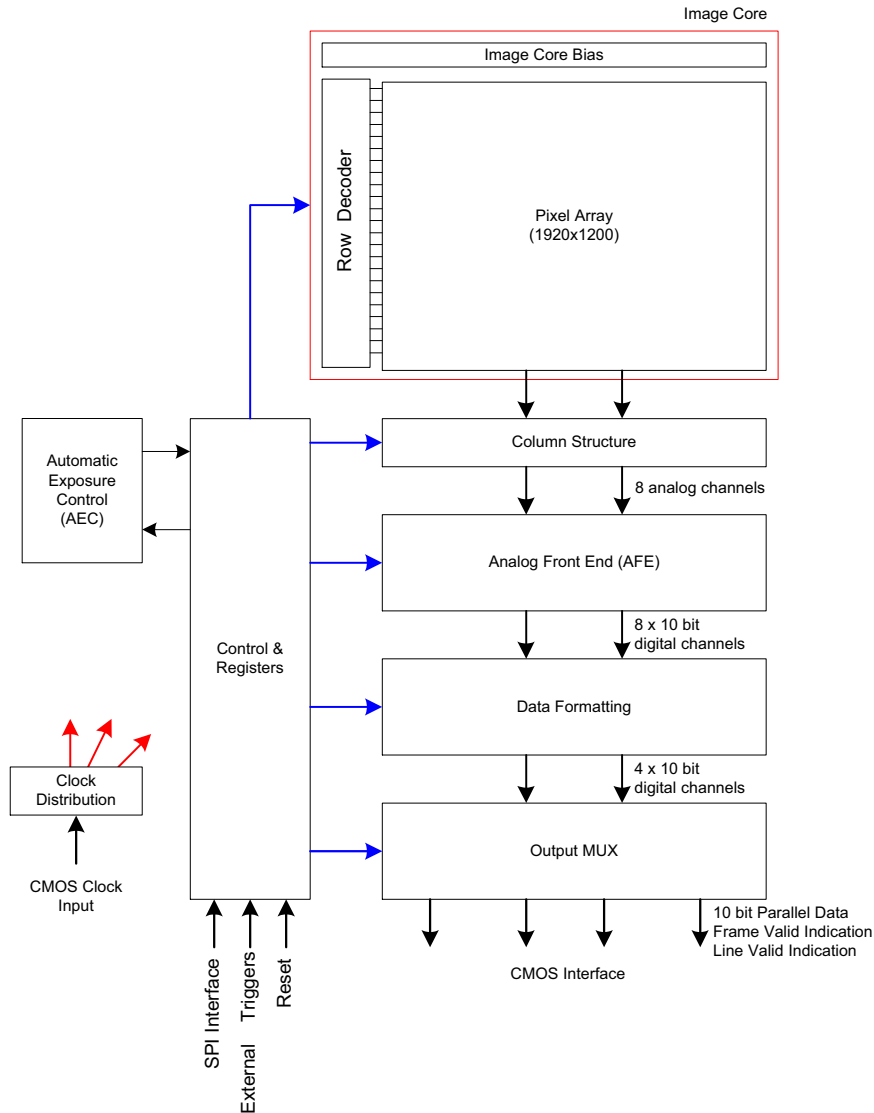 Image Core
Image Core Bias
Row Decoder
Pixel Array
(1920x1200)
Automatic
Exposure
Control
(AEC)
Column Structure
8 analog channels
Analog Front End (AFE)
8 x 10 bit
digital channels
Control &
Registers
Data Formatting
4 x 10 bit
digital channels
Clock
Distribution
Output MUX
CMOS Clock
Input
10 bit Parallel Data
Frame Valid Indication
Line Valid Indication
CMOS Interface
SPI Interface
External Triggers
Reset